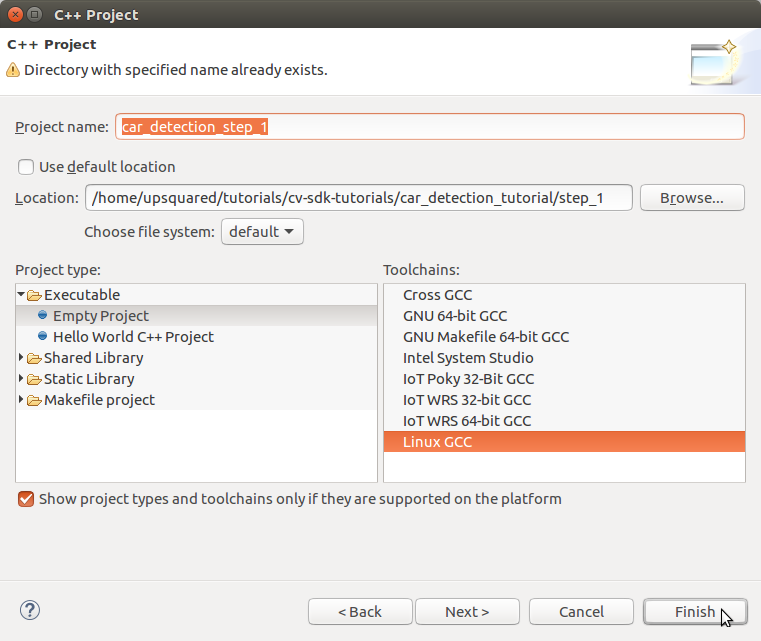 C++ Project
C++ Project
Directory with specified name already exists.
Project name: car_detection_step_1
Use default location
Location: /home/upsquared/tutorials/cv-sdk-tutorials/car_detection_tutorial/step_1 Browse...
Choose file system: default
Project type:
Executable
Empty Project
Hello World C++ Project
Shared Library
Static Library
Makefile project
Toolchains:
Cross GCC
GNU 64-bit GCC
GNU Makefile 64-bit GCC
Intel System Studio
IoT Poky 32-Bit GCC
IoT WRS 32-bit GCC
IoT WRS 64-bit GCC
Linux GCC
Show project types and toolchains only if they are supported on the platform
? < Back Next > Cancel Finish